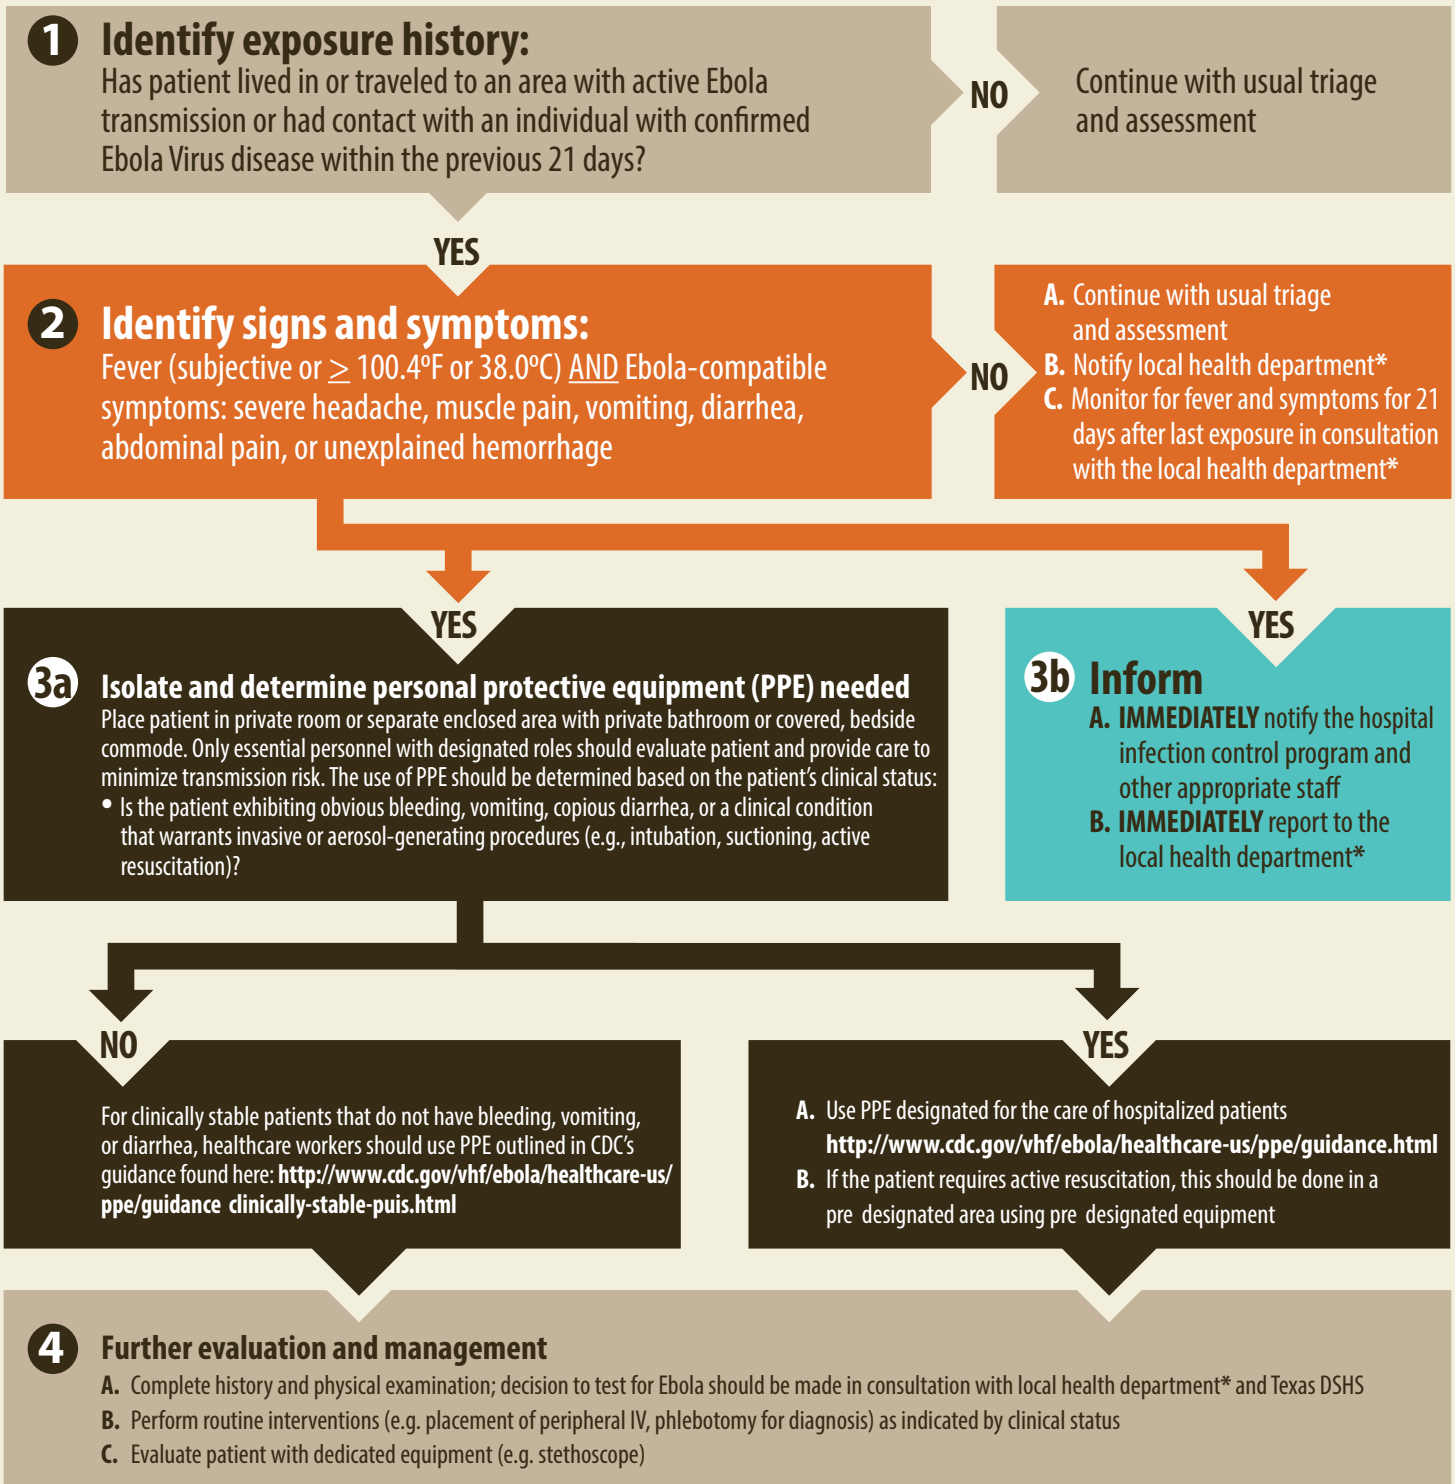 1 Identify exposure history:
Has patient lived in or traveled to an area with active Ebola
transmission or had contact with an individual with confirmed
Ebola Virus disease within the previous 21 days?
NO
Continue with usual triage
and assessment
YES
2 Identify signs and symptoms:
Fever (subjective or ≥ 100.4ºF or 38.0ºC) AND Ebola-compatible
symptoms: severe headache, muscle pain, vomiting, diarrhea,
abdominal pain, or unexplained hemorrhage
NO
A. Continue with usual triage
and assessment
B. Notify local health department*
C. Monitor for fever and symptoms for 21
days after last exposure in consultation
with the local health department*
YES
3a Isolate and determine personal protective equipment (PPE) needed
Place patient in private room or separate enclosed area with private bathroom or covered, bedside
commode. Only essential personnel with designated roles should evaluate patient and provide care to
minimize transmission risk. The use of PPE should be determined based on the patient's clinical status:
• Is the patient exhibiting obvious bleeding, vomiting, copious diarrhea, or a clinical condition
that warrants invasive or aerosol-generating procedures (e.g., intubation, suctioning, active
resuscitation)?
YES
3b Inform
A. IMMEDIATELY notify the hospital
infection control program and
other appropriate staff
B. IMMEDIATELY report to the
local health department*
NO
For clinically stable patients that do not have bleeding, vomiting,
or diarrhea, healthcare workers should use PPE outlined in CDC's
guidance found here: http://www.cdc.gov/vhf/ebola/healthcare-us/
ppe/guidance clinically-stable-puis.html
YES
A. Use PPE designated for the care of hospitalized patients
http://www.cdc.gov/vhf/ebola/healthcare-us/ppe/guidance.html
B. If the patient requires active resuscitation, this should be done in a
pre designated area using pre designated equipment
4 Further evaluation and management
A. Complete history and physical examination; decision to test for Ebola should be made in consultation with local health department* and Texas DSHS
B. Perform routine interventions (e.g. placement of peripheral IV, phlebotomy for diagnosis) as indicated by clinical status
C. Evaluate patient with dedicated equipment (e.g. stethoscope)